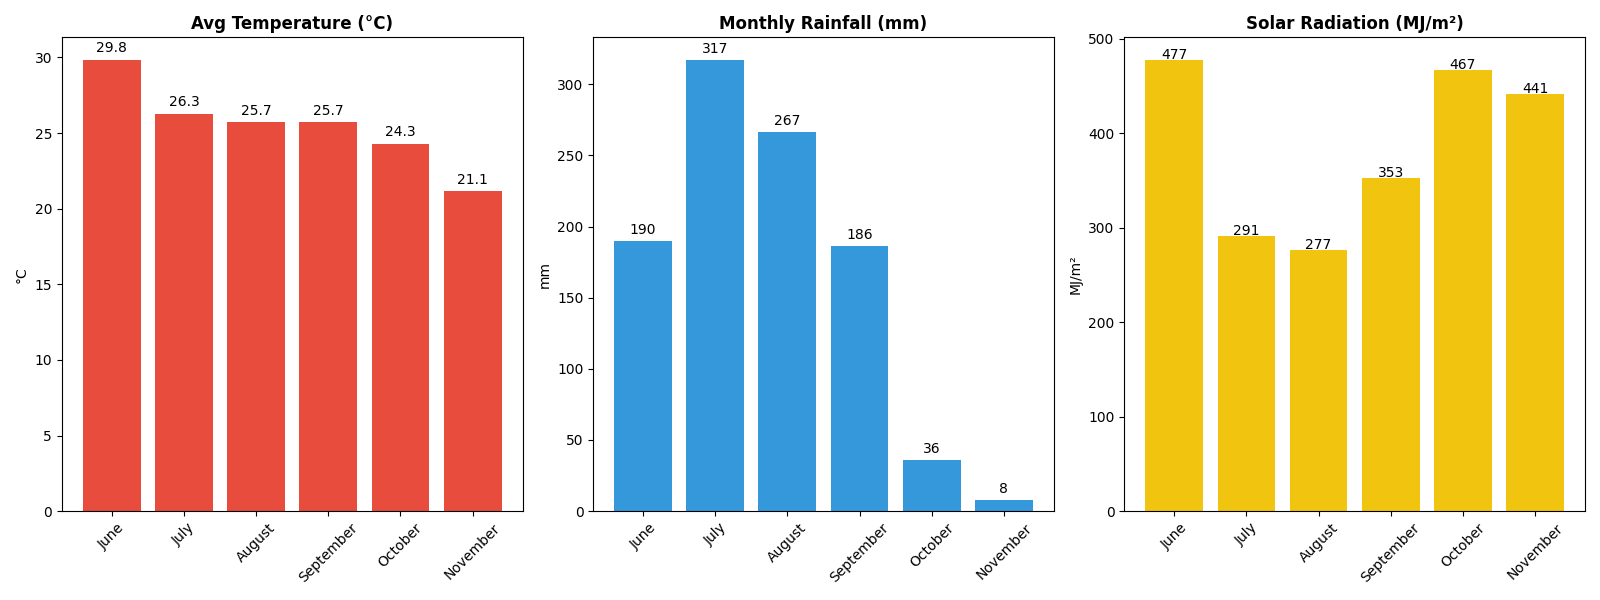 Avg Temperature (°C)
°C
30
25
20
15
10
5
0
29.8
26.3
25.7
25.7
24.3
21.1
June
July
August
September
October
November
Monthly Rainfall (mm)
mm
300
250
200
150
100
50
0
190
317
267
186
36
8
June
July
August
September
October
November
Solar Radiation (MJ/m²)
MJ/m²
500
400
300
200
100
0
477
291
277
353
467
441
June
July
August
September
October
November